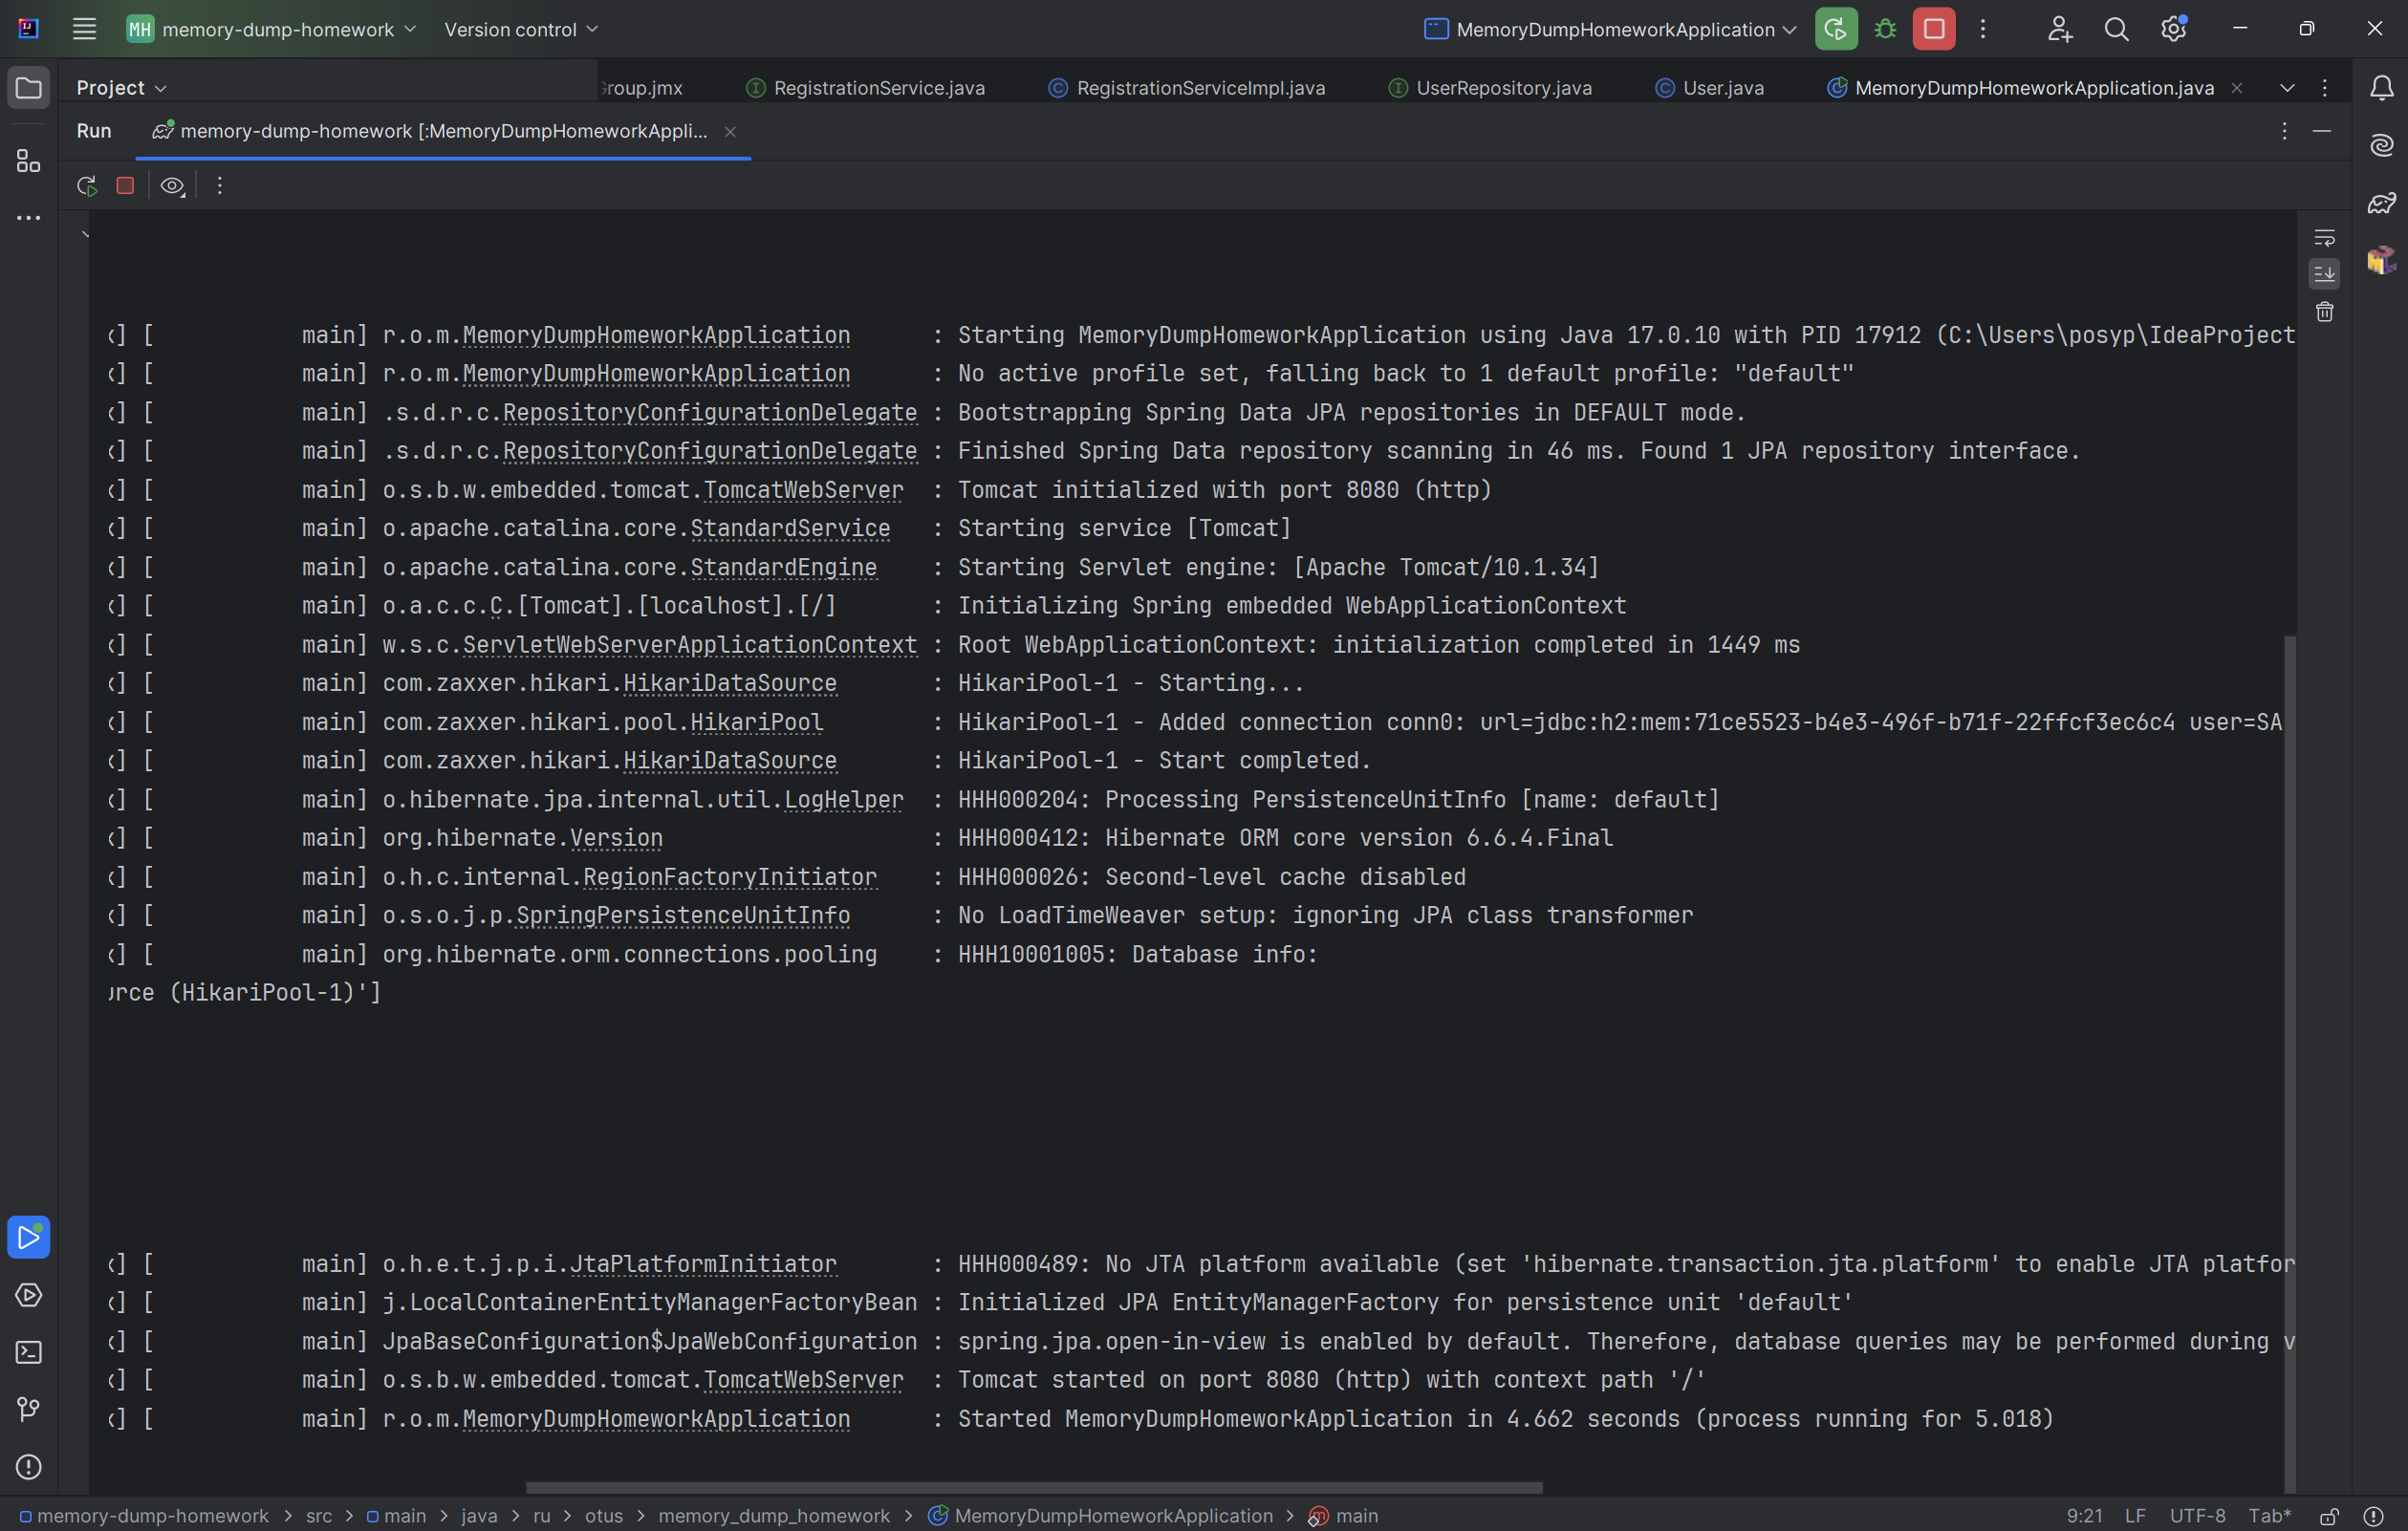 MH memory-dump-homework Version control MemoryDumpHomeworkApplication
Project roup.jmx RegistrationService.java RegistrationServiceImpl.java UserRepository.java User.java MemoryDumpHomeworkApplication.java
Run memory-dump-homework [:MemoryDumpHomeworkAppli...
] [ main] r.o.m.MemoryDumpHomeworkApplication : Starting MemoryDumpHomeworkApplication using Java 17.0.10 with PID 17912 (C:\Users\posyp\IdeaProject
] [ main] r.o.m.MemoryDumpHomeworkApplication : No active profile set, falling back to 1 default profile: "default"
] [ main] .s.d.r.c.RepositoryConfigurationDelegate : Bootstrapping Spring Data JPA repositories in DEFAULT mode.
] [ main] .s.d.r.c.RepositoryConfigurationDelegate : Finished Spring Data repository scanning in 46 ms. Found 1 JPA repository interface.
] [ main] o.s.b.w.embedded.tomcat.TomcatWebServer : Tomcat initialized with port 8080 (http)
] [ main] o.apache.catalina.core.StandardService : Starting service [Tomcat]
] [ main] o.apache.catalina.core.StandardEngine : Starting Servlet engine: [Apache Tomcat/10.1.34]
] [ main] o.a.c.c.C.[Tomcat].[localhost].[/] : Initializing Spring embedded WebApplicationContext
] [ main] w.s.c.ServletWebServerApplicationContext : Root WebApplicationContext: initialization completed in 1449 ms
] [ main] com.zaxxer.hikari.HikariDataSource : HikariPool-1 - Starting...
] [ main] com.zaxxer.hikari.pool.HikariPool : HikariPool-1 - Added connection conn0: url=jdbc:h2:mem:71ce5523-b4e3-496f-b71f-22ffcf3ec6c4 user=SA
] [ main] com.zaxxer.hikari.HikariDataSource : HikariPool-1 - Start completed.
] [ main] o.hibernate.jpa.internal.util.LogHelper : HHH000204: Processing PersistenceUnitInfo [name: default]
] [ main] org.hibernate.Version : HHH000412: Hibernate ORM core version 6.6.4.Final
] [ main] o.h.c.internal.RegionFactoryInitiator : HHH000026: Second-level cache disabled
] [ main] o.s.o.j.p.SpringPersistenceUnitInfo : No LoadTimeWeaver setup: ignoring JPA class transformer
] [ main] org.hibernate.orm.connections.pooling : HHH10001005: Database info:
urce (HikariPool-1)']
] [ main] o.h.e.t.j.p.i.JtaPlatformInitiator : HHH000489: No JTA platform available (set 'hibernate.transaction.jta.platform' to enable JTA platfor
] [ main] j.LocalContainerEntityManagerFactoryBean : Initialized JPA EntityManagerFactory for persistence unit 'default'
] [ main] JpaBaseConfiguration$JpaWebConfiguration : spring.jpa.open-in-view is enabled by default. Therefore, database queries may be performed during v
] [ main] o.s.b.w.embedded.tomcat.TomcatWebServer : Tomcat started on port 8080 (http) with context path '/'
] [ main] r.o.m.MemoryDumpHomeworkApplication : Started MemoryDumpHomeworkApplication in 4.662 seconds (process running for 5.018)
memory-dump-homework > src > main > java > ru > otus > memory_dump_homework > MemoryDumpHomeworkApplication > main 9:21 LF UTF-8 Tab*